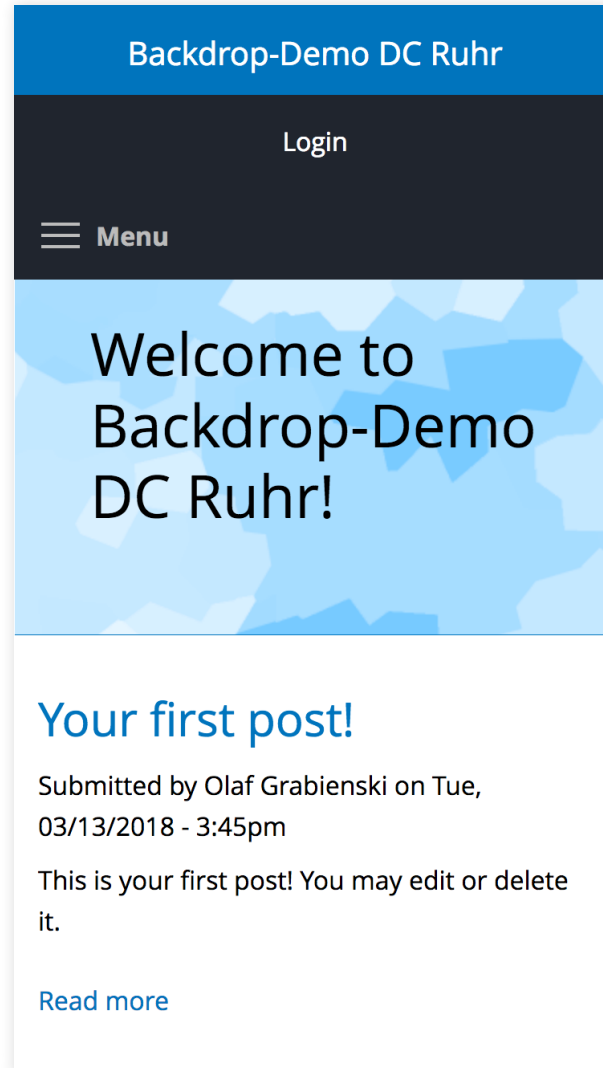 Backdrop-Demo DC Ruhr
Login
Menu
Welcome to
Backdrop-Demo
DC Ruhr!
Your first post!
Submitted by Olaf Grabienski on Tue,
03/13/2018 - 3:45pm
This is your first post! You may edit or delete
it.
Read more